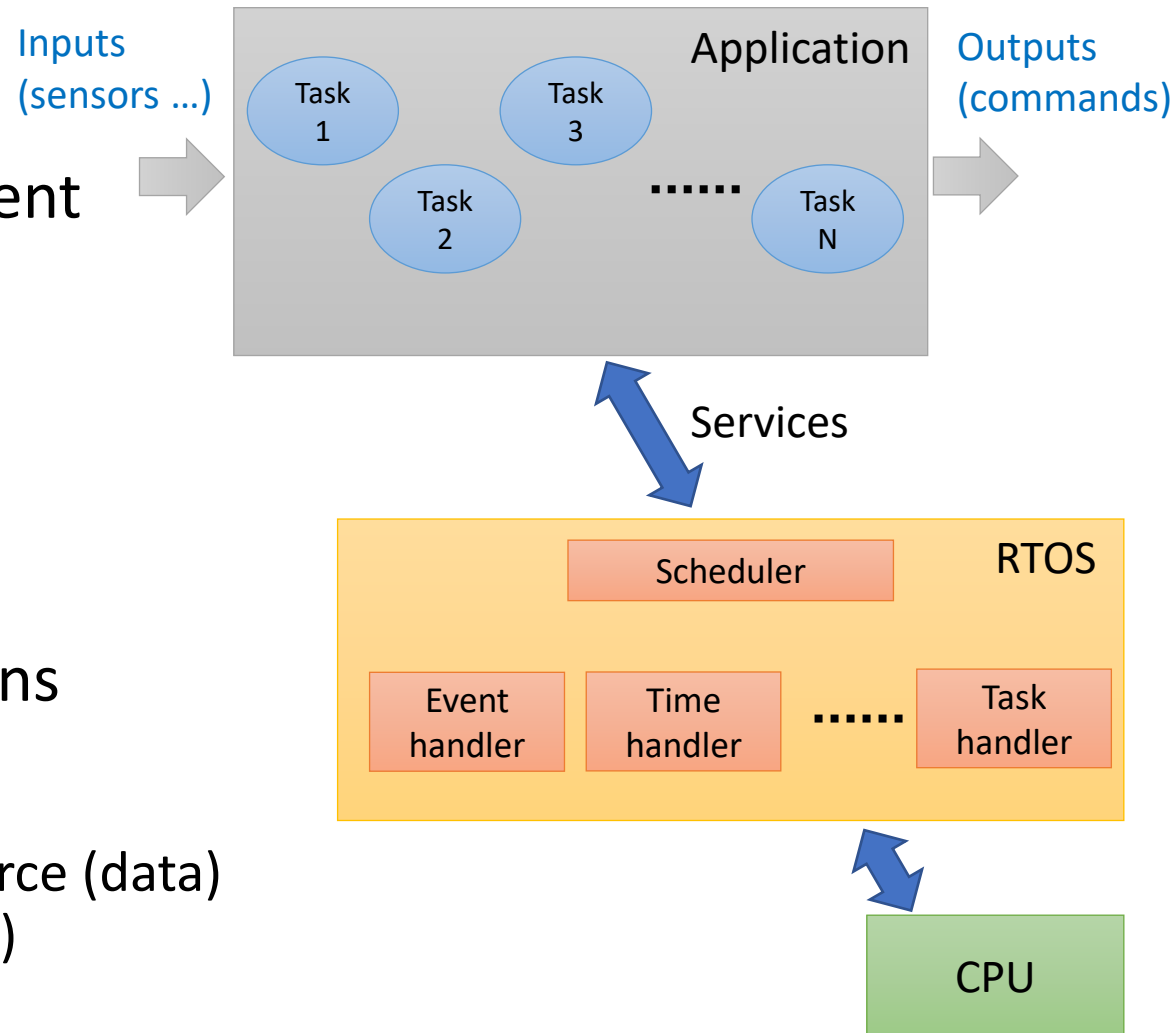 Inputs
(sensors ...)
Application
Outputs
(commands)
Task
1
Task
3
Task
2
......
Task
N
ent
Services
RTOS
Scheduler
ns
Event
handler
Time
handler
......
Task
handler
rce (data)
)
CPU